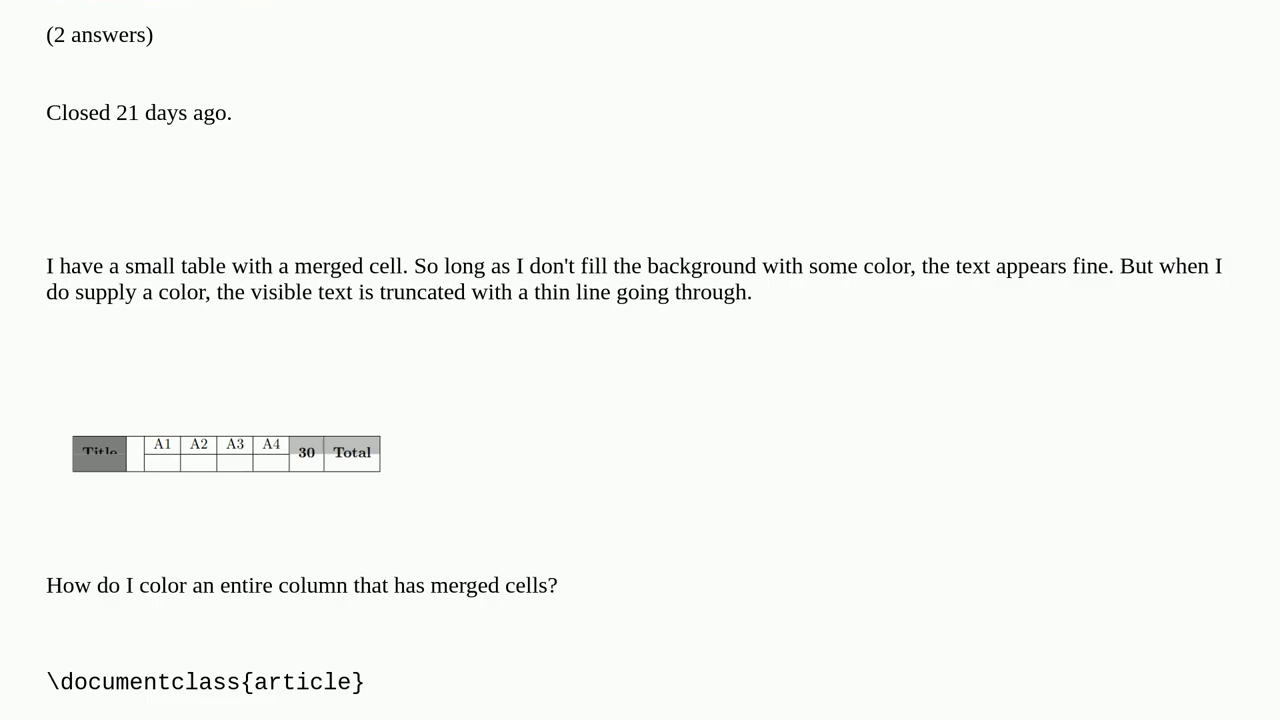 (2 answers)
Closed 21 days ago.
I have a small table with a merged cell. So long as I don't fill the background with some color, the text appears fine. But when I
do supply a color, the visible text is truncated with a thin line going through.
Title A1 A2 A3 A4 30 Total
How do I color an entire column that has merged cells?
\documentclass{article}